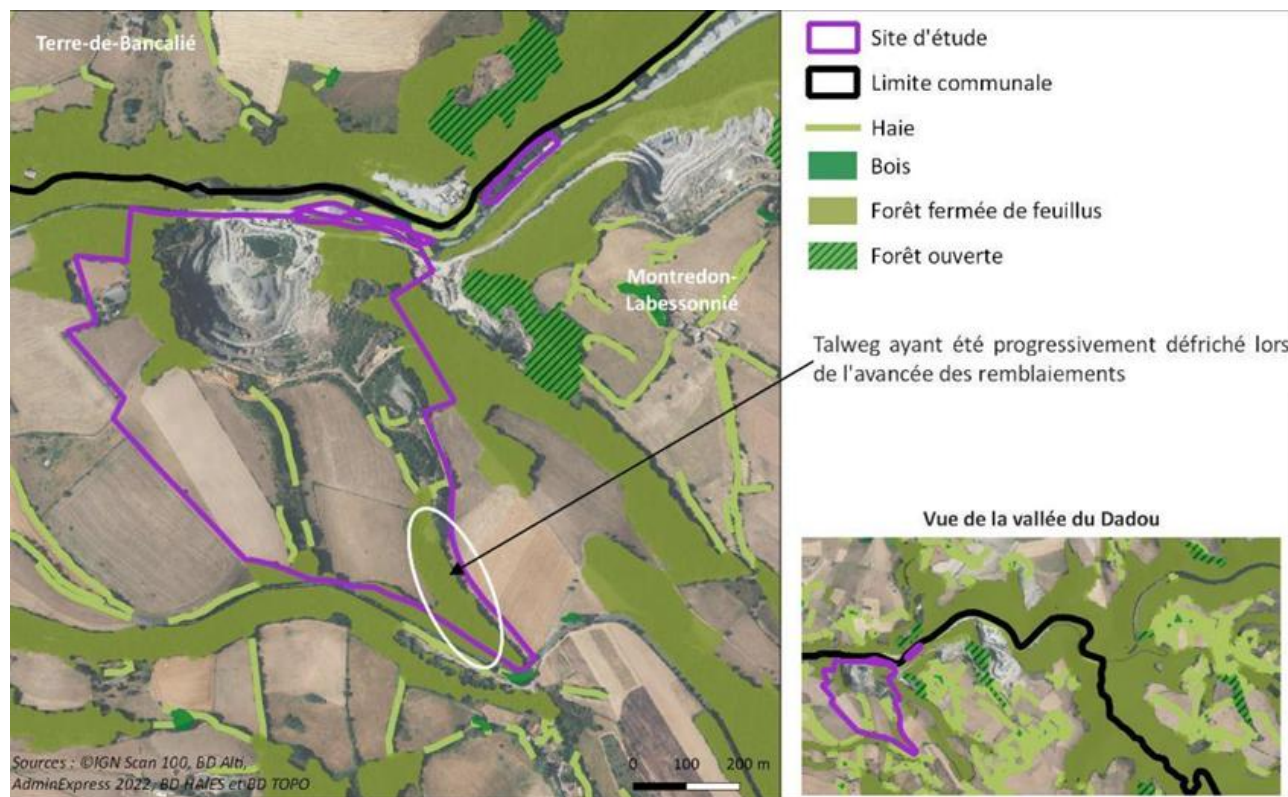 Terre-de-Bancalié
Montredon-
Labessonnié
Sources : ©IGN Scan 100, BD Alti,
AdminExpress 2022, BD HAIES et BD TOPO
0 100 200 m
Site d'étude
Limite communale
Haie
Bois
Forêt fermée de feuillus
Forêt ouverte
Talweg ayant été progressivement défriché lors
de l'avancée des remblaiements
Vue de la vallée du Dadou